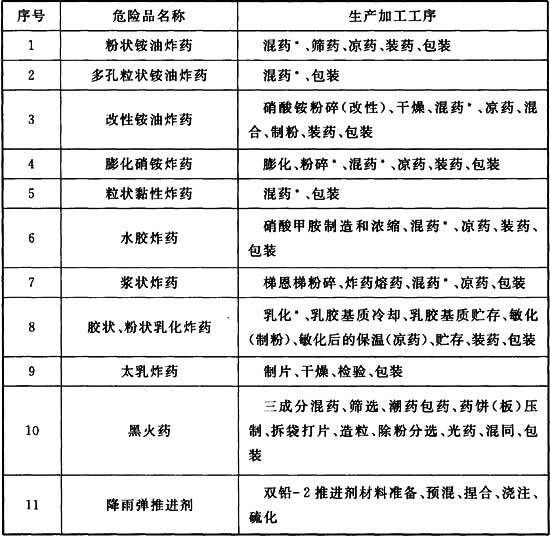 序号 危险品名称 生产加工工序
1 粉状铵油炸药 混药*、筛药、凉药、装药、包装
2 多孔粒状铵油炸药 混药*、包装
3 改性铵油炸药 硝酸铵粉碎(改性)、干燥、混药*、凉药、混
合、制粉、装药、包装
4 膨化硝铵炸药 膨化、粉碎*、混药*、凉药、装药、包装
5 粒状黏性炸药 混药*、包装
6 水胶炸药 硝酸甲胺制造和浓缩、混药*、凉药、装药、
包装
7 浆状炸药 梯恩梯粉碎、炸药熔药、混药*、凉药、包装
8 胶状、粉状乳化炸药 乳化*、乳胶基质冷却、乳胶基质贮存、敏化
(制粉)、敏化后的保温(凉药)、贮存、装药、包装
9 太乳炸药 制片、干燥、检验、包装
10 黑火药 三成分混药、筛选、潮药包药、药饼(板)压
制、拆袋打片、造粒、除粉分选、光药、混同、包
装
11 降雨弹推进剂 双铅-2推进剂材料准备、预混、捏合、浇注、
硫化